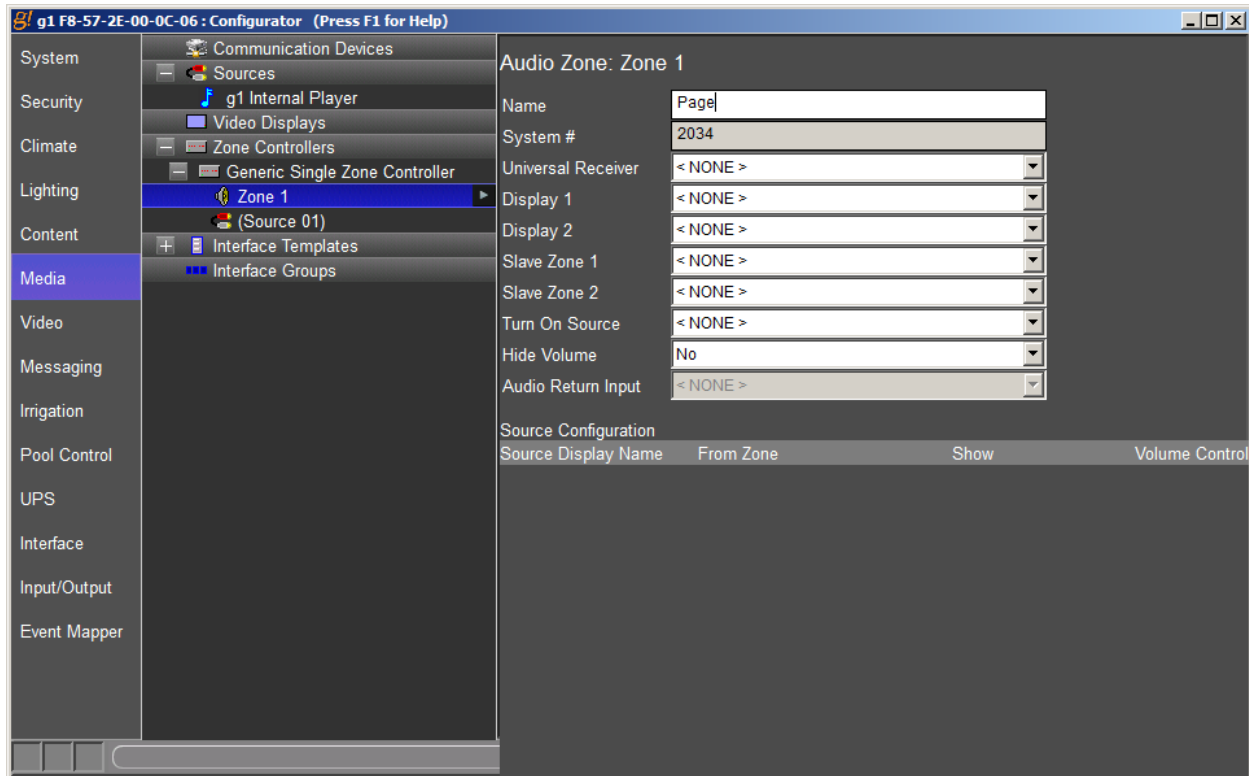 g! g1 F8-57-2E-00-0C-06 : Configurator (Press F1 for Help)
System
Security
Climate
Lighting
Content
Media
Video
Messaging
Irrigation
Pool Control
UPS
Interface
Input/Output
Event Mapper
Communication Devices
Sources
g1 Internal Player
Video Displays
Zone Controllers
Generic Single Zone Controller
Zone 1
(Source 01)
Interface Templates
Interface Groups
Audio Zone: Zone 1
Name Page
System # 2034
Universal Receiver < NONE >
Display 1 < NONE >
Display 2 < NONE >
Slave Zone 1 < NONE >
Slave Zone 2 < NONE >
Turn On Source < NONE >
Hide Volume No
Audio Return Input < NONE >
Source Configuration
Source Display Name From Zone Show Volume Control